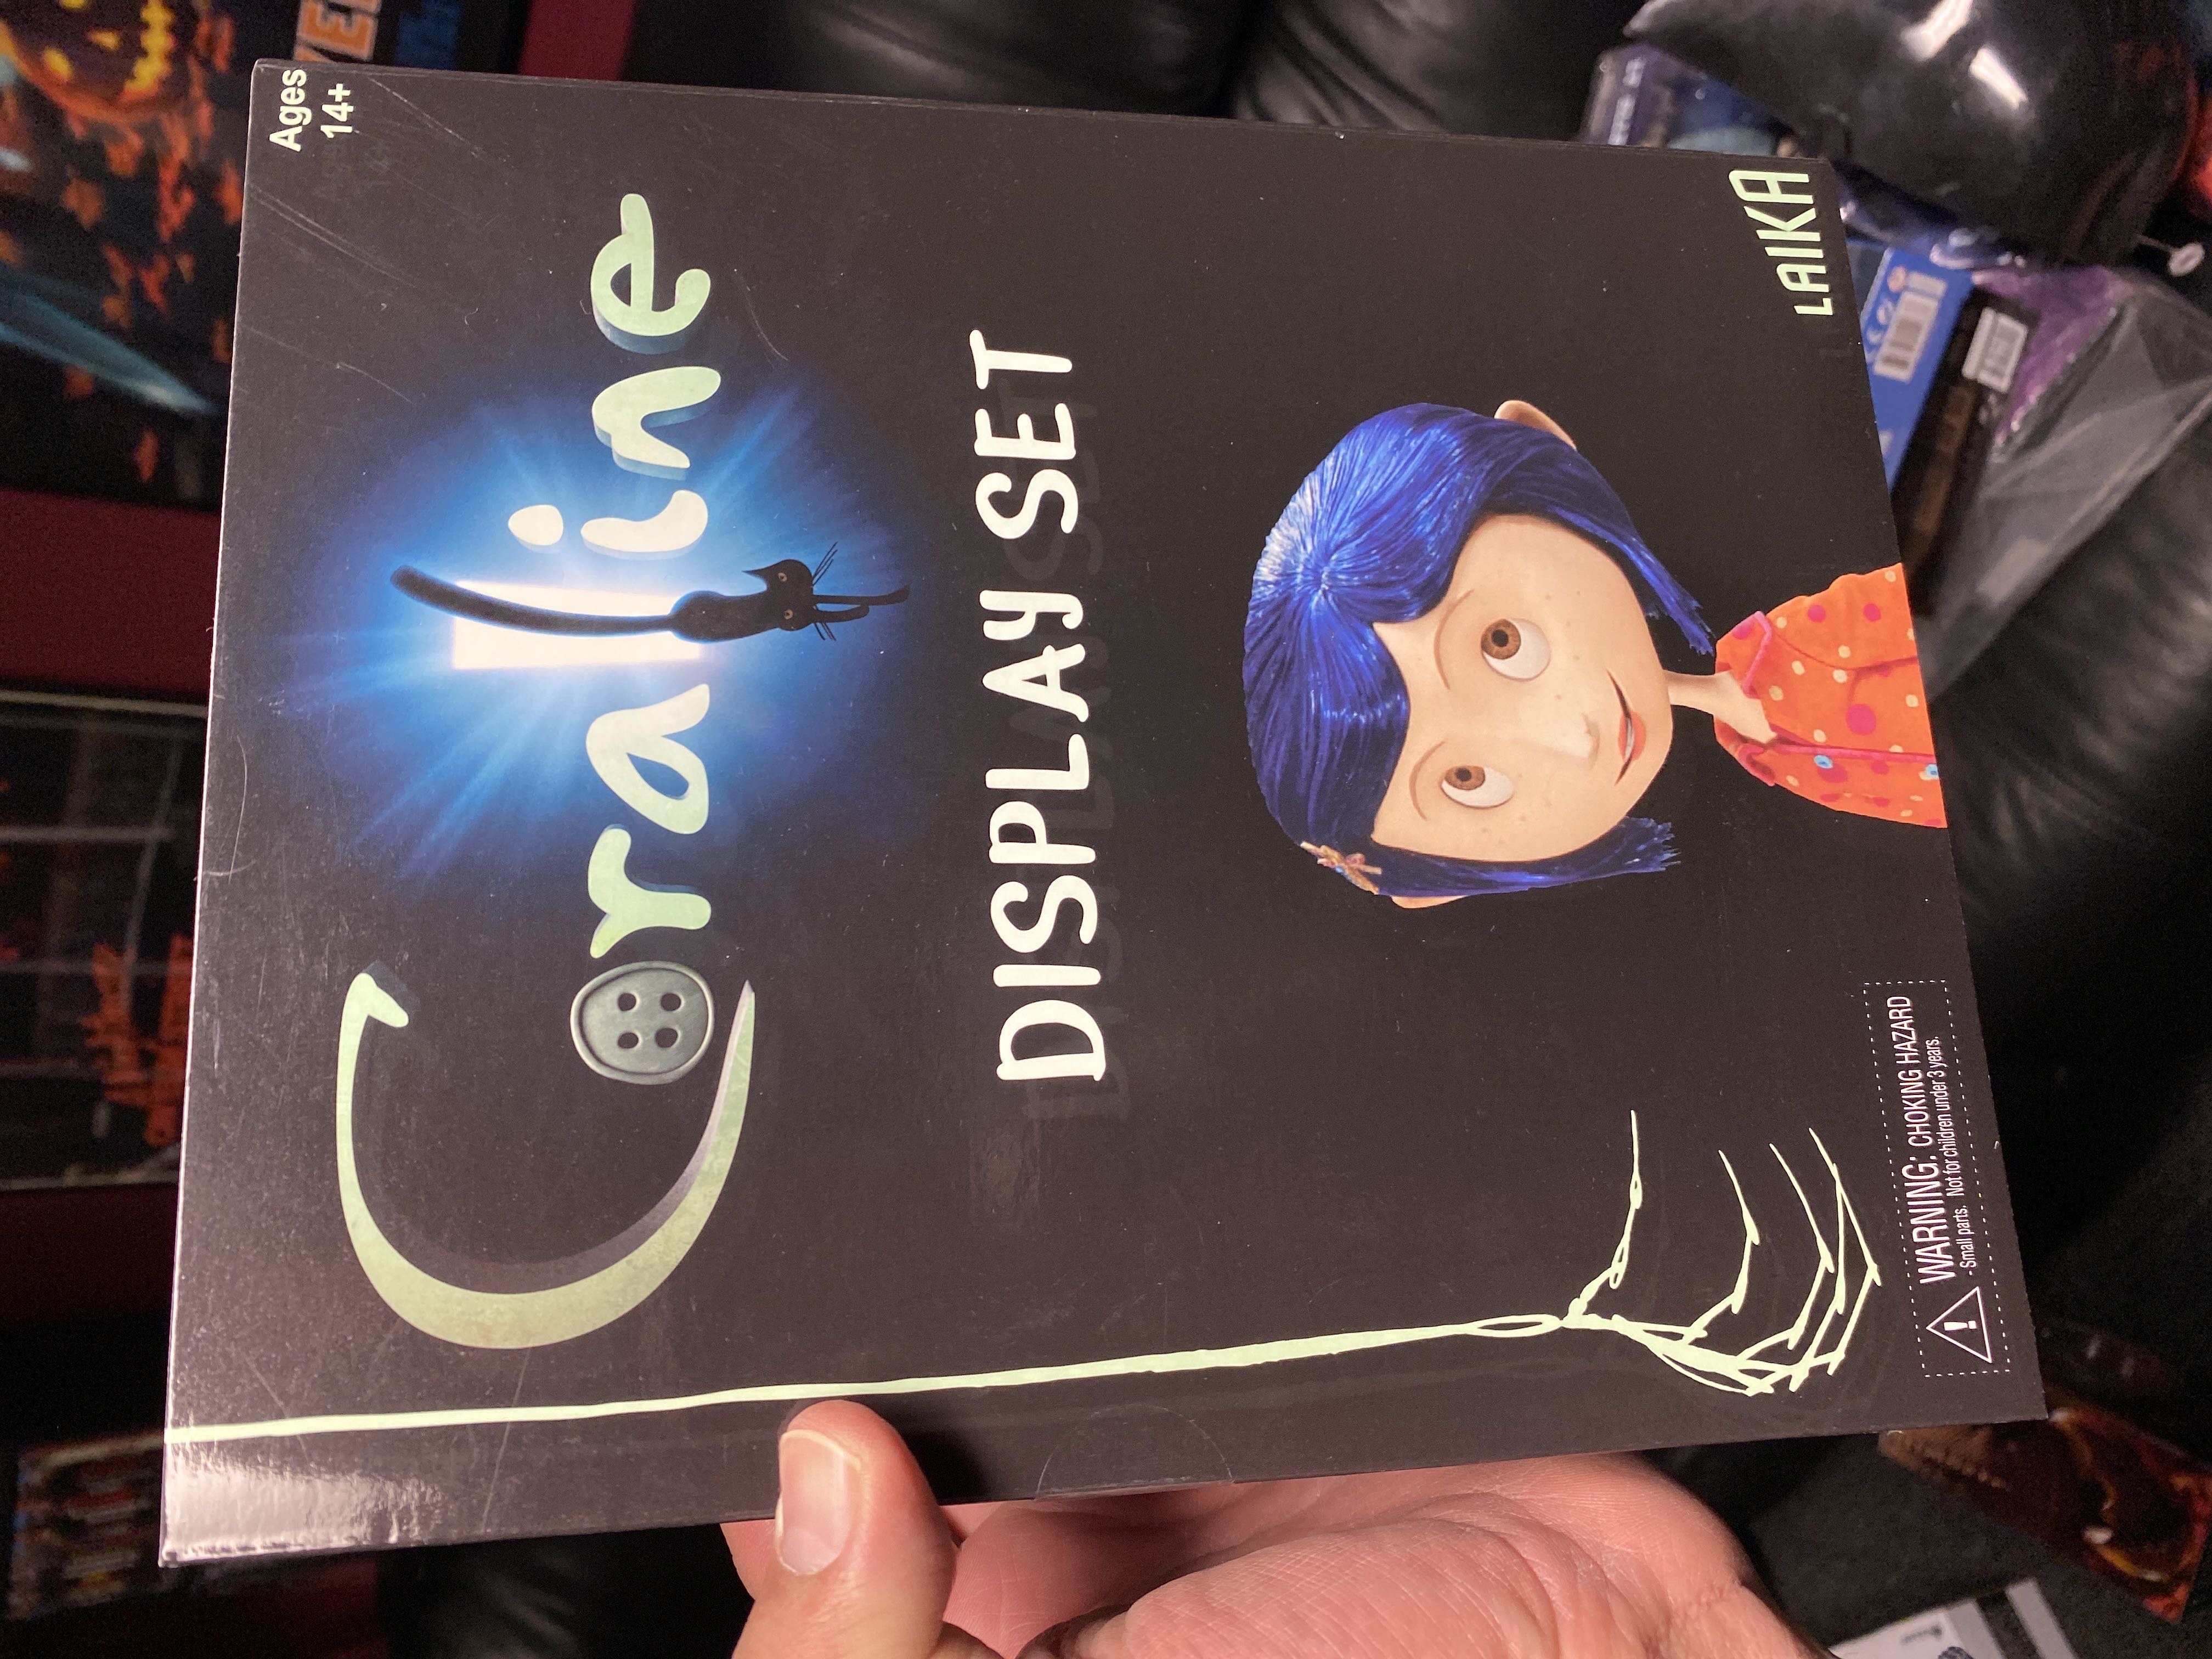 Ages
14+
Coraline
DISPLAY SET
LAIKA
WARNING: CHOKING HAZARD
-Small parts. Not for children under 3 years.